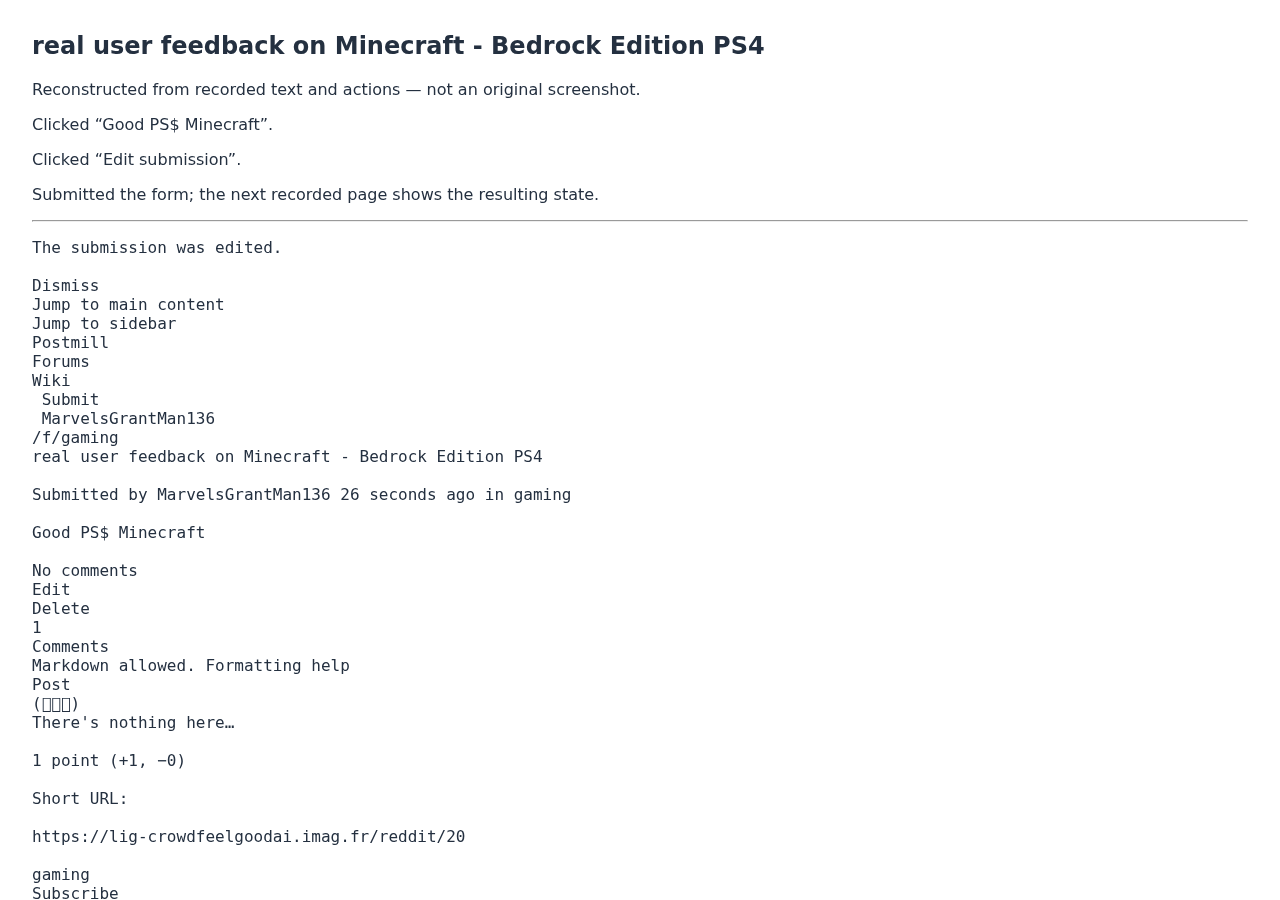 real user feedback on Minecraft - Bedrock Edition PS4
Reconstructed from recorded text and actions — not an original screenshot.
Clicked “Good PS$ Minecraft”.
Clicked “Edit submission”.
Submitted the form; the next recorded page shows the resulting state.
The submission was edited.
Dismiss
Jump to main content
Jump to sidebar
Postmill
Forums
Wiki
Submit
MarvelsGrantMan136
/f/gaming
real user feedback on Minecraft - Bedrock Edition PS4
Submitted by MarvelsGrantMan136 26 seconds ago in gaming
Good PS$ Minecraft
No comments
Edit
Delete
1
Comments
Markdown allowed. Formatting help
Post
(□□□)
There's nothing here…
1 point (+1, −0)
Short URL:
https://lig-crowdfeelgoodai.imag.fr/reddit/20
gaming
Subscribe